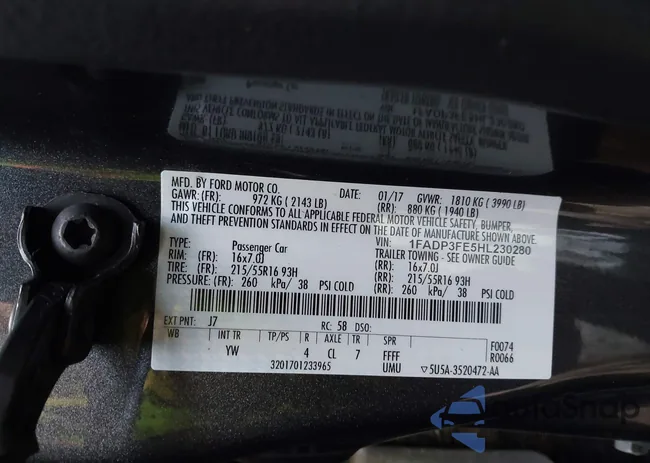 MFD. BY FORD MOTOR CO. DATE: 01/17 GVWR: 1810 KG ( 3990 LB)
GAWR: (FR): 972 KG ( 2143 LB) (RR): 880 KG ( 1940 LB)
THIS VEHICLE CONFORMS TO ALL APPLICABLE FEDERAL MOTOR VEHICLE SAFETY, BUMPER,
AND THEFT PREVENTION STANDARDS IN EFFECT ON THE DATE OF MANUFACTURE SHOWN ABOVE.
VIN: 1FADP3FE5HL230280
TYPE: Passenger Car TRAILER TOWING - SEE OWNER GUIDE
RIM: (FR): 16x7.0J (RR): 16x7.0J
TIRE: (FR): 215/55R16 93H (RR): 215/55R16 93H
PRESSURE: (FR): 260 kPa/ 38 PSI COLD (RR): 260 kPa/ 38 PSI COLD
EXT PNT: J7 RC: 58 DSO: F0074
WB INT TR TP/PS R AXLE TR SPR R0066
YW 4 CL 7 FFFF
3201701233965 UMU ▽5U5A-3520472-AA
AutoSnap